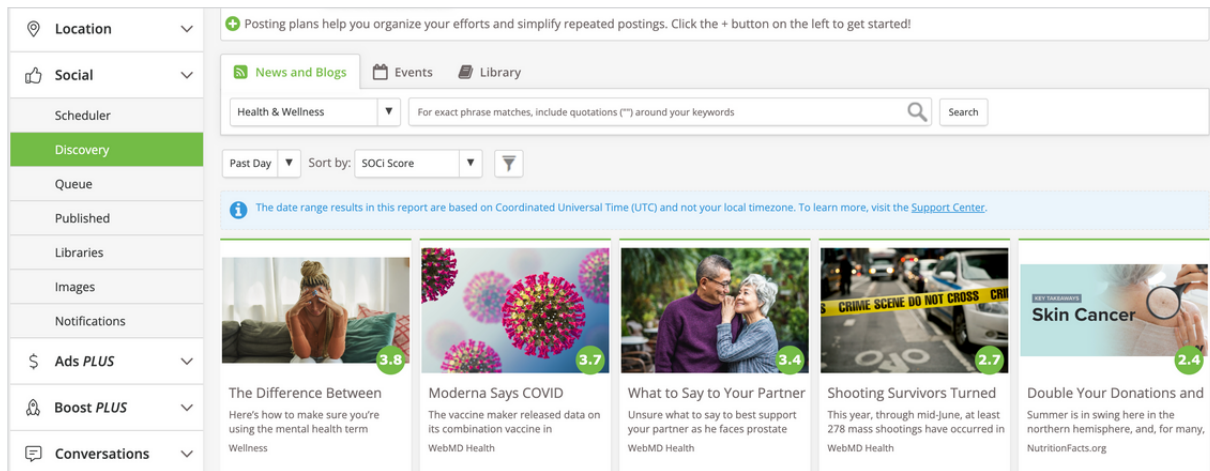 Location
Social
Scheduler
Discovery
Queue
Published
Libraries
Images
Notifications
$ Ads PLUS
Boost PLUS
Conversations
Posting plans help you organize your efforts and simplify repeated postings. Click the + button on the left to get started!
News and Blogs
Events
Library
Health & Wellness
For exact phrase matches, include quotations ("") around your keywords
Search
Past Day
Sort by:
SOCi Score
The date range results in this report are based on Coordinated Universal Time (UTC) and not your local timezone. To learn more, visit the Support Center.
3.8
The Difference Between
Here's how to make sure you're
using the mental health term
Wellness
3.7
Moderna Says COVID
The vaccine maker released data on
its combination vaccine in
WebMD Health
3.4
What to Say to Your Partner
Unsure what to say to best support
your partner as he faces prostate
WebMD Health
CRIME SCENE DO NOT CROSS CRI
2.7
Shooting Survivors Turned
This year, through mid-June, at least
278 mass shootings have occurred in
WebMD Health
KEY TAKEAWAYS
Skin Cancer
2.4
Double Your Donations and
Summer is in swing here in the
northern hemisphere, and, for many,
NutritionFacts.org